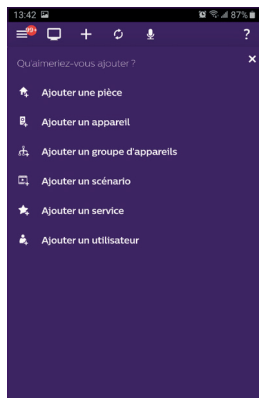 13:42 87%
99+ ?
Qu'aimeriez-vous ajouter ? ×
Ajouter une pièce
Ajouter un appareil
Ajouter un groupe d'appareils
Ajouter un scénario
Ajouter un service
Ajouter un utilisateur